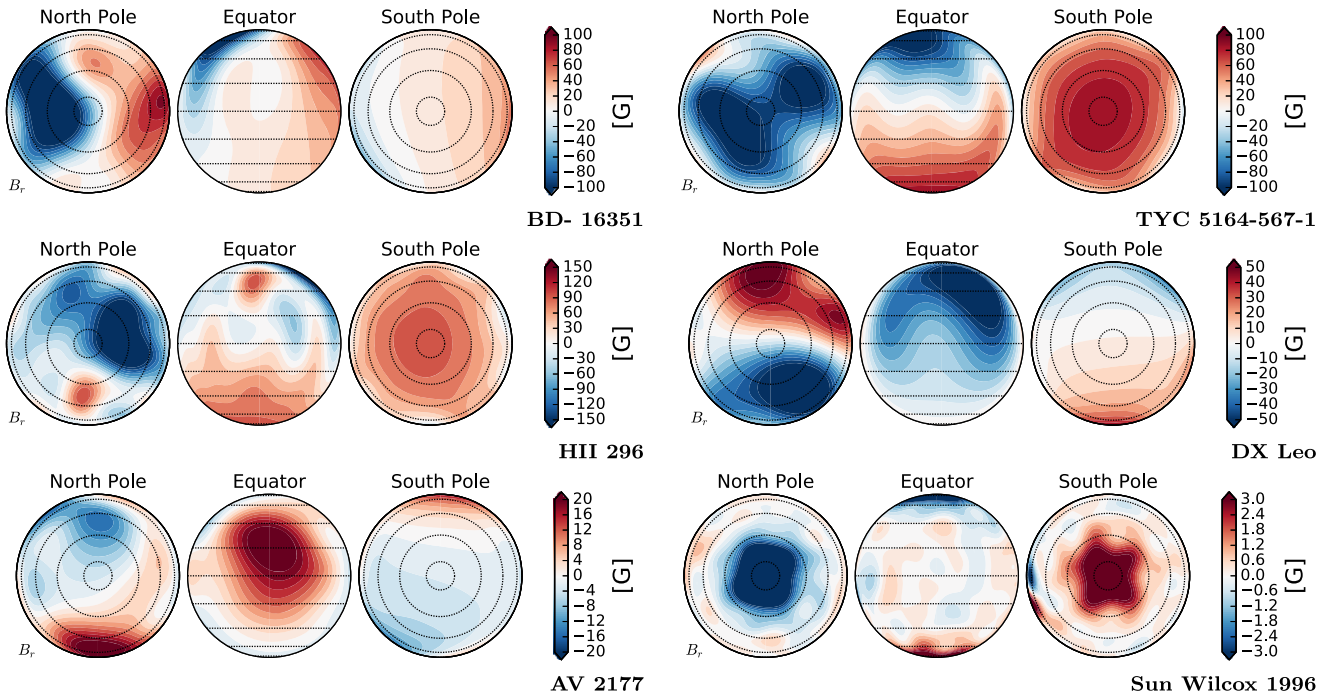 North Pole Equator South Pole
100
80
60
40
20
0
−20
−40
−60
−80
−100
[G]
B_r
BD- 16351
North Pole Equator South Pole
100
80
60
40
20
0
−20
−40
−60
−80
−100
[G]
B_r
TYC 5164-567-1
North Pole Equator South Pole
150
120
90
60
30
0
−30
−60
−90
−120
−150
[G]
B_r
HII 296
North Pole Equator South Pole
50
40
30
20
10
0
−10
−20
−30
−40
−50
[G]
B_r
DX Leo
North Pole Equator South Pole
20
16
12
8
4
0
−4
−8
−12
−16
−20
[G]
B_r
AV 2177
North Pole Equator South Pole
3.0
2.4
1.8
1.2
0.6
0.0
−0.6
−1.2
−1.8
−2.4
−3.0
[G]
B_r
Sun Wilcox 1996